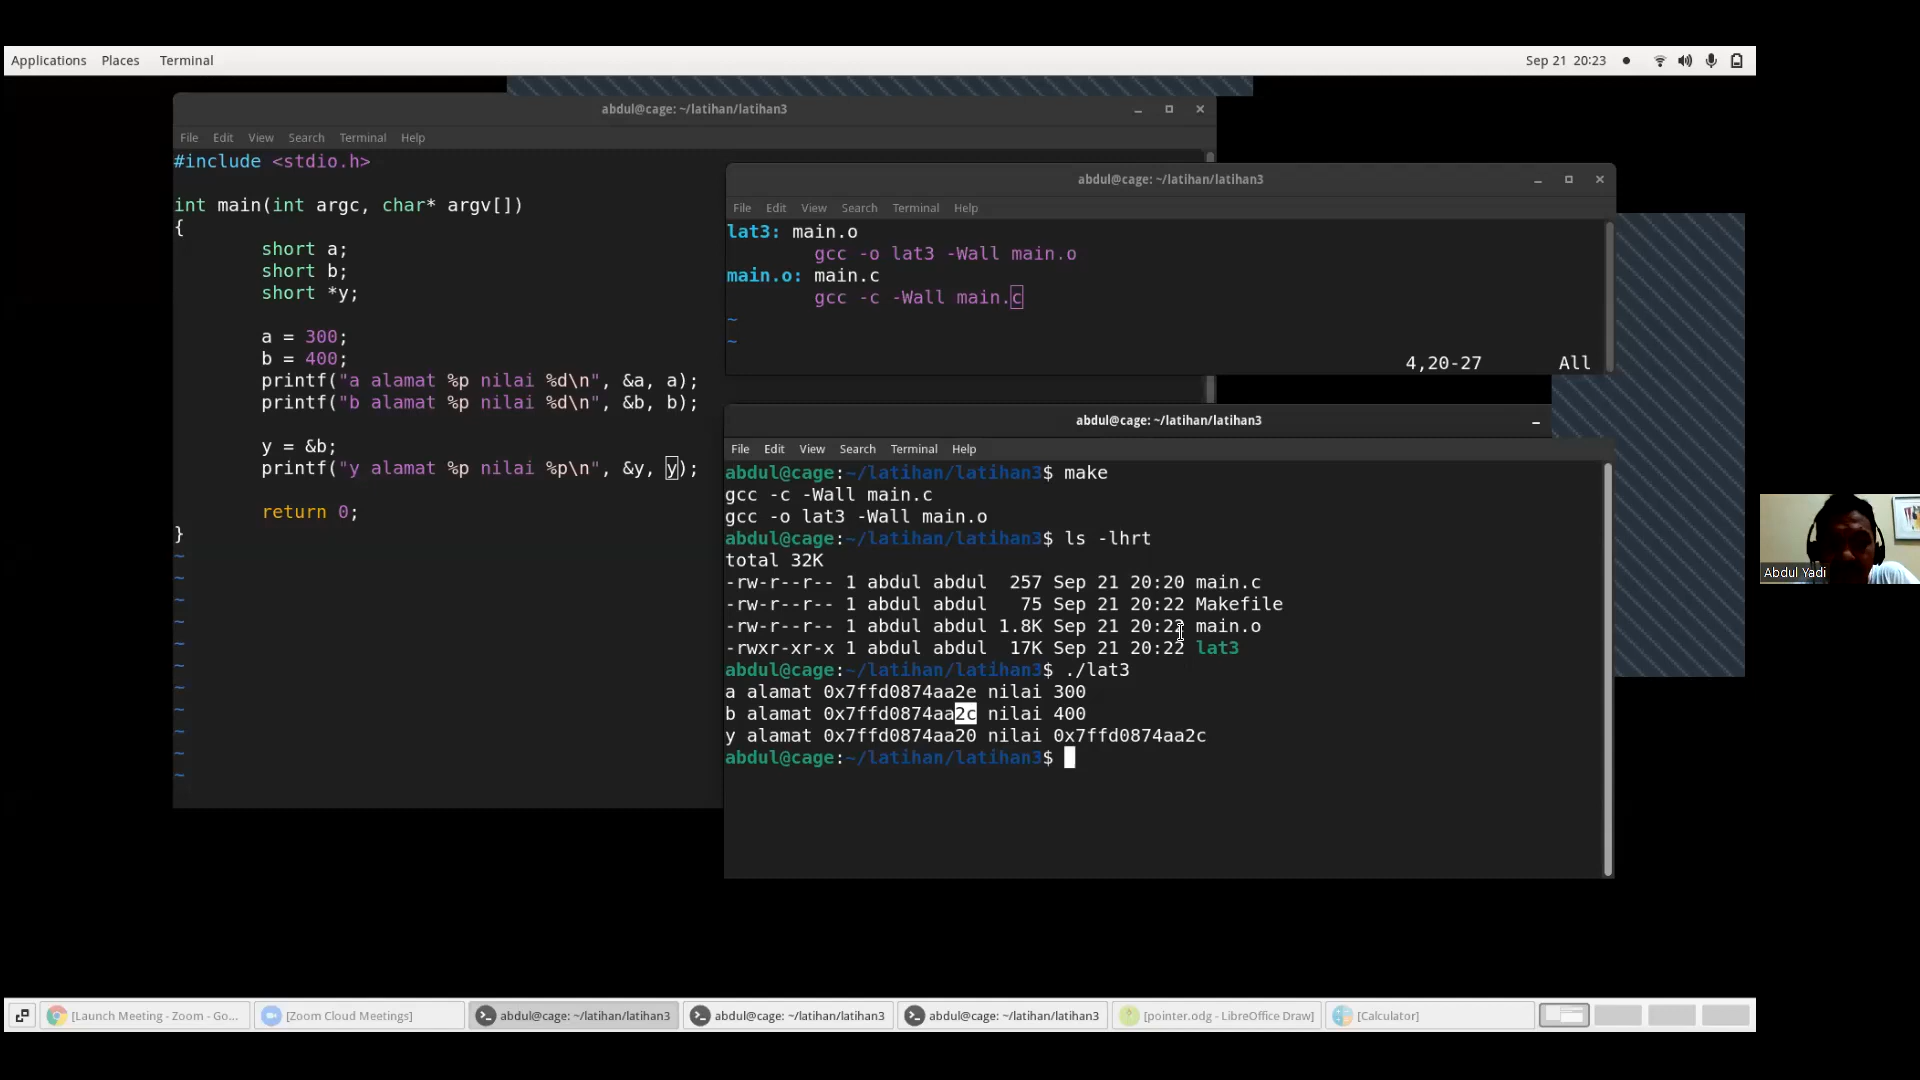 Applications Places Terminal
Sep 21 20:23
abdul@cage: ~/latihan/latihan3
File Edit View Search Terminal Help
#include <stdio.h>
int main(int argc, char* argv[])
{
        short a;
        short b;
        short *y;
        a = 300;
        b = 400;
        printf("a alamat %p nilai %d\n", &a, a);
        printf("b alamat %p nilai %d\n", &b, b);
        y = &b;
        printf("y alamat %p nilai %p\n", &y, y);
        return 0;
}
~
~
~
~
~
~
~
~
~
~
~
abdul@cage: ~/latihan/latihan3
File Edit View Search Terminal Help
lat3: main.o
        gcc -o lat3 -Wall main.o
main.o: main.c
        gcc -c -Wall main.c
~
~
4,20-27 All
abdul@cage: ~/latihan/latihan3
File Edit View Search Terminal Help
abdul@cage:~/latihan/latihan3$ make
gcc -c -Wall main.c
gcc -o lat3 -Wall main.o
abdul@cage:~/latihan/latihan3$ ls -lhrt
total 32K
-rw-r--r-- 1 abdul abdul  257 Sep 21 20:20 main.c
-rw-r--r-- 1 abdul abdul   75 Sep 21 20:22 Makefile
-rw-r--r-- 1 abdul abdul 1.8K Sep 21 20:22 main.o
-rwxr-xr-x 1 abdul abdul  17K Sep 21 20:22 lat3
abdul@cage:~/latihan/latihan3$ ./lat3
a alamat 0x7ffd0874aa2e nilai 300
b alamat 0x7ffd0874aa2c nilai 400
y alamat 0x7ffd0874aa20 nilai 0x7ffd0874aa2c
abdul@cage:~/latihan/latihan3$
Abdul Yadi
[Launch Meeting - Zoom - Go... [Zoom Cloud Meetings] abdul@cage: ~/latihan/latihan3 abdul@cage: ~/latihan/latihan3 abdul@cage: ~/latihan/latihan3 [pointer.odg - LibreOffice Draw] [Calculator]